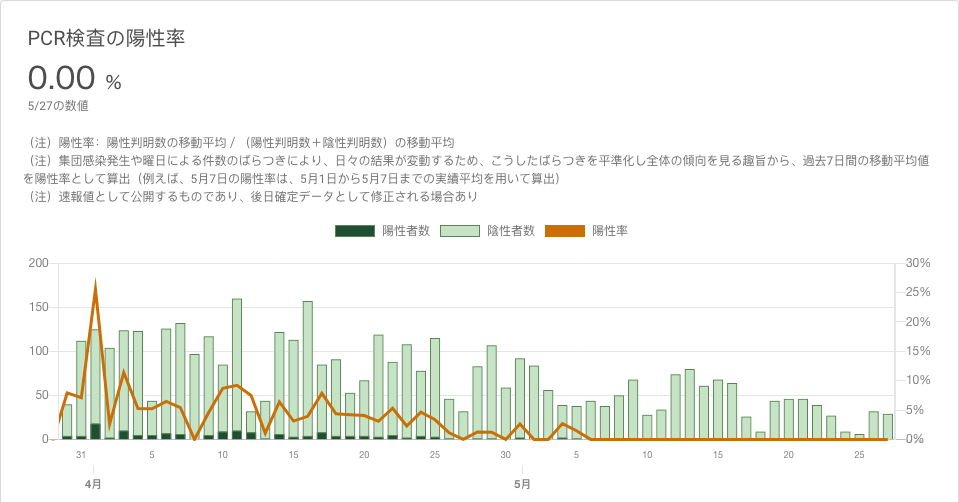 PCR検査の陽性率
0.00 %
5/27の数値
（注）陽性率：陽性判明数の移動平均 / （陽性判明数＋陰性判明数）の移動平均
（注）集団感染発生や曜日による件数のばらつきにより、日々の結果が変動するため、こうしたばらつきを平準化し全体の傾向を見る趣旨から、過去7日間の移動平均値
を陽性率として算出（例えば、5月7日の陽性率は、5月1日から5月7日までの実績平均を用いて算出）
（注）速報値として公開するものであり、後日確定データとして修正される場合あり
陽性者数 陰性者数 陽性率
200 30%
25%
150
20%
100 15%
10%
50
5%
0 0%
31 5 10 15 20 25 30 5 10 15 20 25
4月 5月